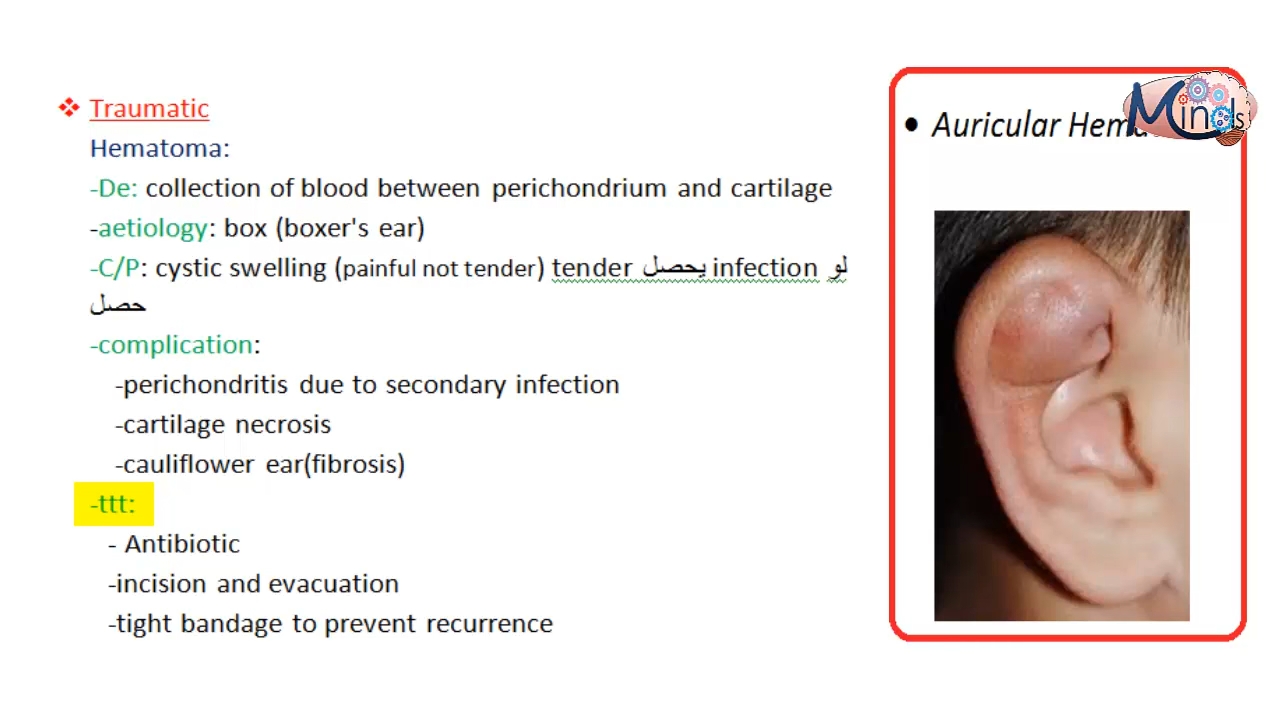 ❖ Traumatic
Hematoma:
-De: collection of blood between perichondrium and cartilage
-aetiology: box (boxer's ear)
-C/P: cystic swelling (painful not tender) tender يحصل infection لو
حصل
-complication:
-perichondritis due to secondary infection
-cartilage necrosis
-cauliflower ear(fibrosis)
-ttt:
- Antibiotic
-incision and evacuation
-tight bandage to prevent recurrence
• Auricular
Minds